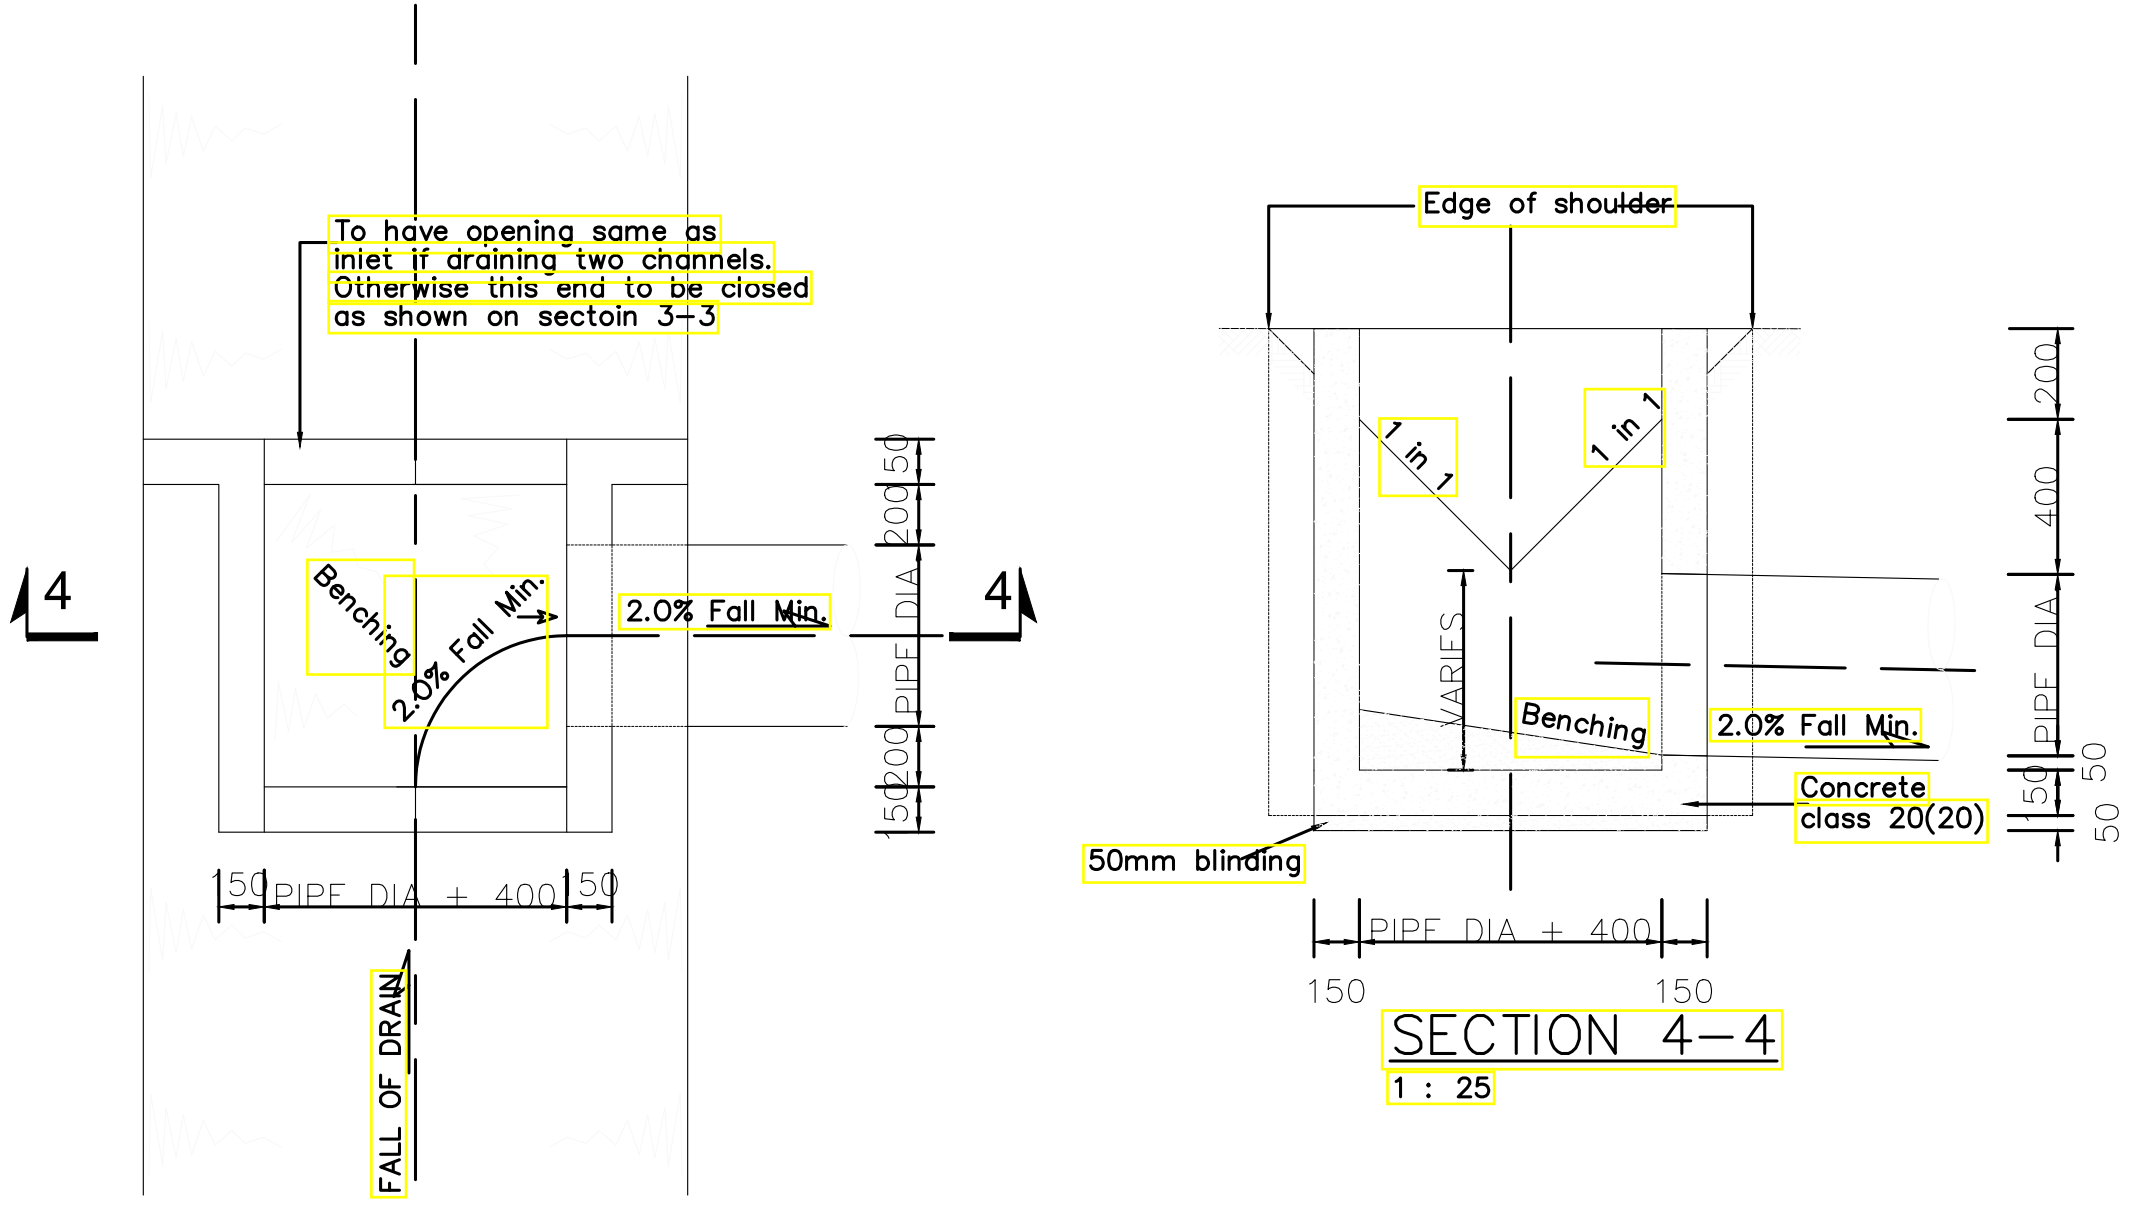 To have opening same as
inlet if draining two channels.
Otherwise this end to be closed
as shown on sectoin 3-3
4
4
Benching
2.0% Fall Min.
2.0% Fall Min.
150
200
PIPE DIA
PIPE DIA
200
150
150
PIPE DIA + 400
150
FALL OF DRAIN
Edge of shoulder
1 in 1
1 in 1
VARIES
Benching
2.0% Fall Min.
Concrete
class 20(20)
50mm blinding
200
400
PIPE DIA
50
150
50
PIPE DIA + 400
150
150
SECTION 4-4
1 : 25